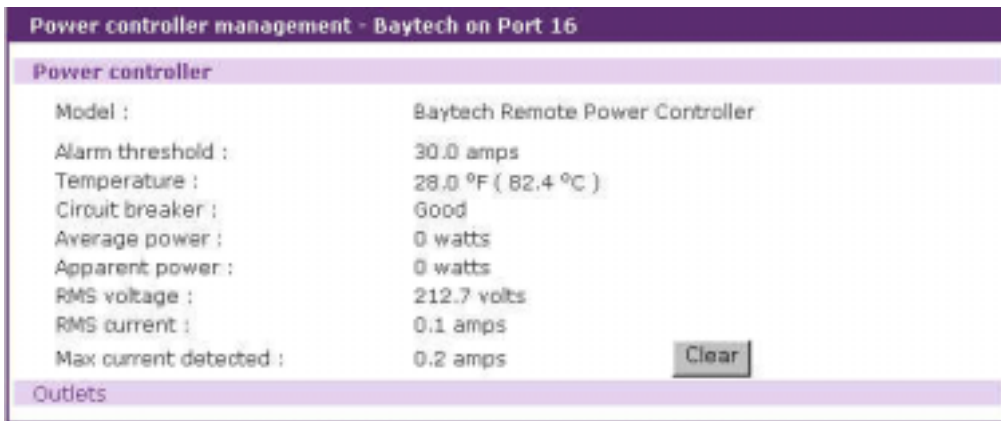 Power controller management - Baytech on Port 16
Power controller
Model : Baytech Remote Power Controller
Alarm threshold : 30.0 amps
Temperature : 28.0 ºF ( 82.4 ºC )
Circuit breaker : Good
Average power : 0 watts
Apparent power : 0 watts
RMS voltage : 212.7 volts
RMS current : 0.1 amps
Max current detected : 0.2 amps Clear
Outlets